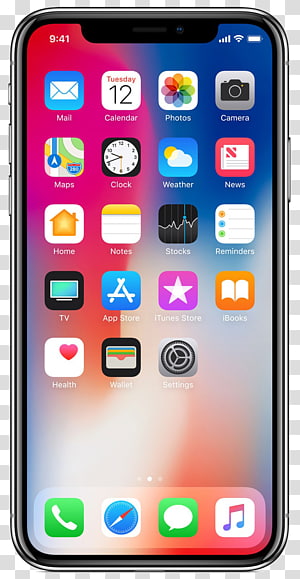 9:41
Tuesday
12
Mail Calendar Photos Camera
Maps Clock Weather News
Home Notes Stocks Reminders
TV App Store iTunes Store iBooks
Health Wallet Settings